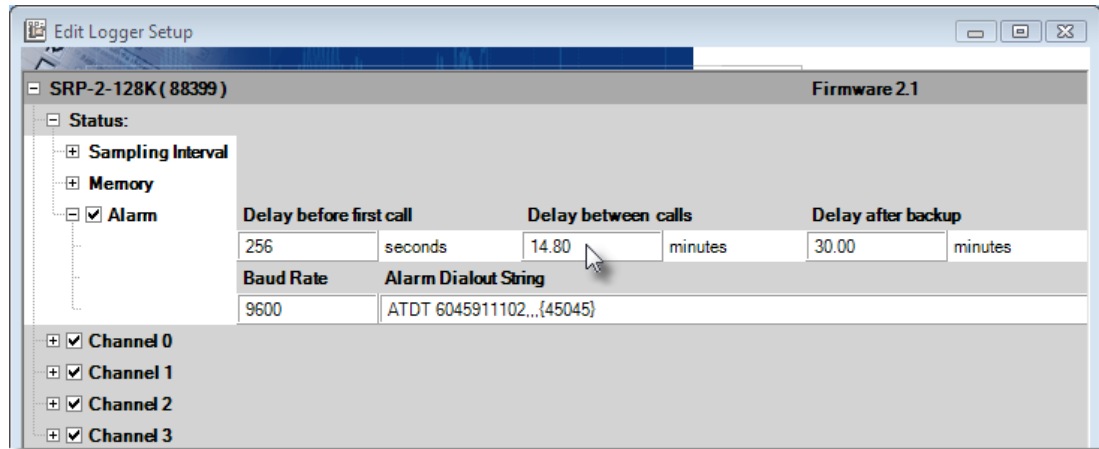 Edit Logger Setup
SRP-2-128K ( 88399 ) Firmware 2.1
Status:
Sampling Interval
Memory
Alarm Delay before first call Delay between calls Delay after backup
256 seconds 14.80 minutes 30.00 minutes
Baud Rate Alarm Dialout String
9600 ATDT 6045911102,,,{45045}
Channel 0
Channel 1
Channel 2
Channel 3